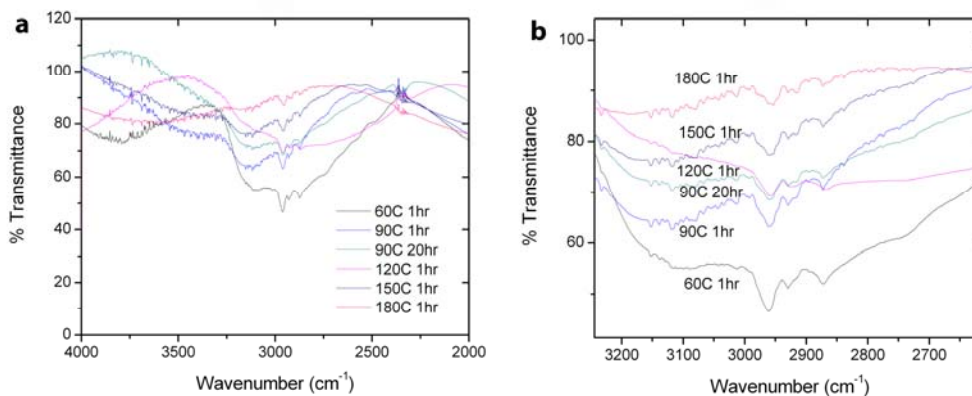 a
120
100
80
60
40
20
0
% Transmittance
4000 3500 3000 2500 2000
Wavenumber (cm⁻¹)
60C 1hr
90C 1hr
90C 20hr
120C 1hr
150C 1hr
180C 1hr
b
100
80
60
% Transmittance
180C 1hr
150C 1hr
120C 1hr
90C 20hr
90C 1hr
60C 1hr
3200 3100 3000 2900 2800 2700
Wavenumber (cm⁻¹)